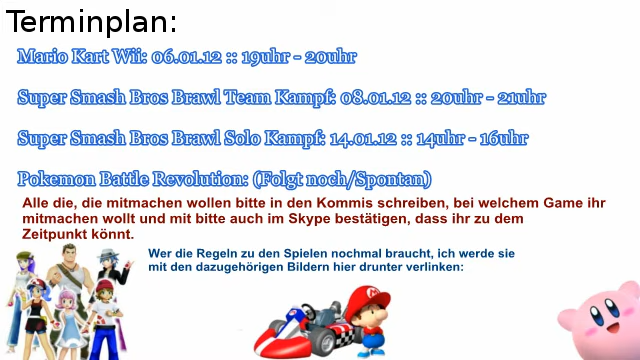 Terminplan:
Mario Kart Wii: 06.01.12 :: 19uhr - 20uhr
Super Smash Bros Brawl Team Kampf: 08.01.12 :: 20uhr - 21uhr
Super Smash Bros Brawl Solo Kampf: 14.01.12 :: 14uhr - 16uhr
Pokemon Battle Revolution: (Folgt noch/Spontan)
Alle die, die mitmachen wollen bitte in den Kommis schreiben, bei welchem Game ihr
mitmachen wollt und mit bitte auch im Skype bestätigen, dass ihr zu dem
Zeitpunkt könnt.
Wer die Regeln zu den Spielen nochmal braucht, ich werde sie
mit den dazugehörigen Bildern hier drunter verlinken: